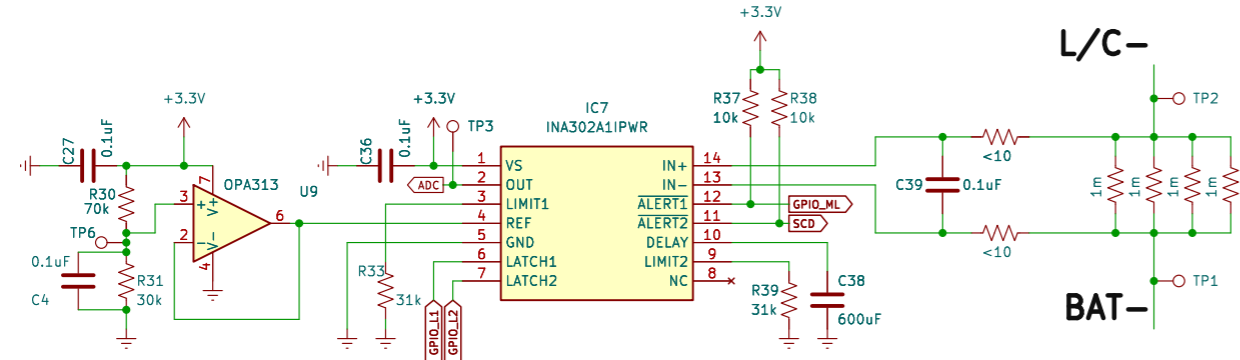 +3.3V
L/C-
+3.3V
+3.3V
C27
0.1uF
C36
0.1uF
TP3
IC7
INA302A1IPWR
R37
10k
R38
10k
TP2
R30
70k
OPA313
U9
7
3
+
V+
2
-
V-
4
6
TP6
0.1uF
C4
R31
30k
ADC
1 VS
2 OUT
3 LIMIT1
4 REF
5 GND
6 LATCH1
7 LATCH2
IN+ 14
IN- 13
ALERT1 12
ALERT2 11
DELAY 10
LIMIT2 9
NC 8
GPIO_ML
SCD
R33
31k
GPIO_L1
GPIO_L2
R39
31k
C38
600uF
C39
0.1uF
<10
<10
1m
1m
1m
1m
TP1
BAT-